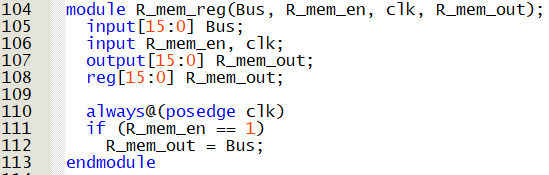 104 module R_mem_reg(Bus, R_mem_en, clk, R_mem_out);
105 input[15:0] Bus;
106 input R_mem_en, clk;
107 output[15:0] R_mem_out;
108 reg[15:0] R_mem_out;
109
110 always@(posedge clk)
111 if (R_mem_en == 1)
112 R_mem_out = Bus;
113 endmodule